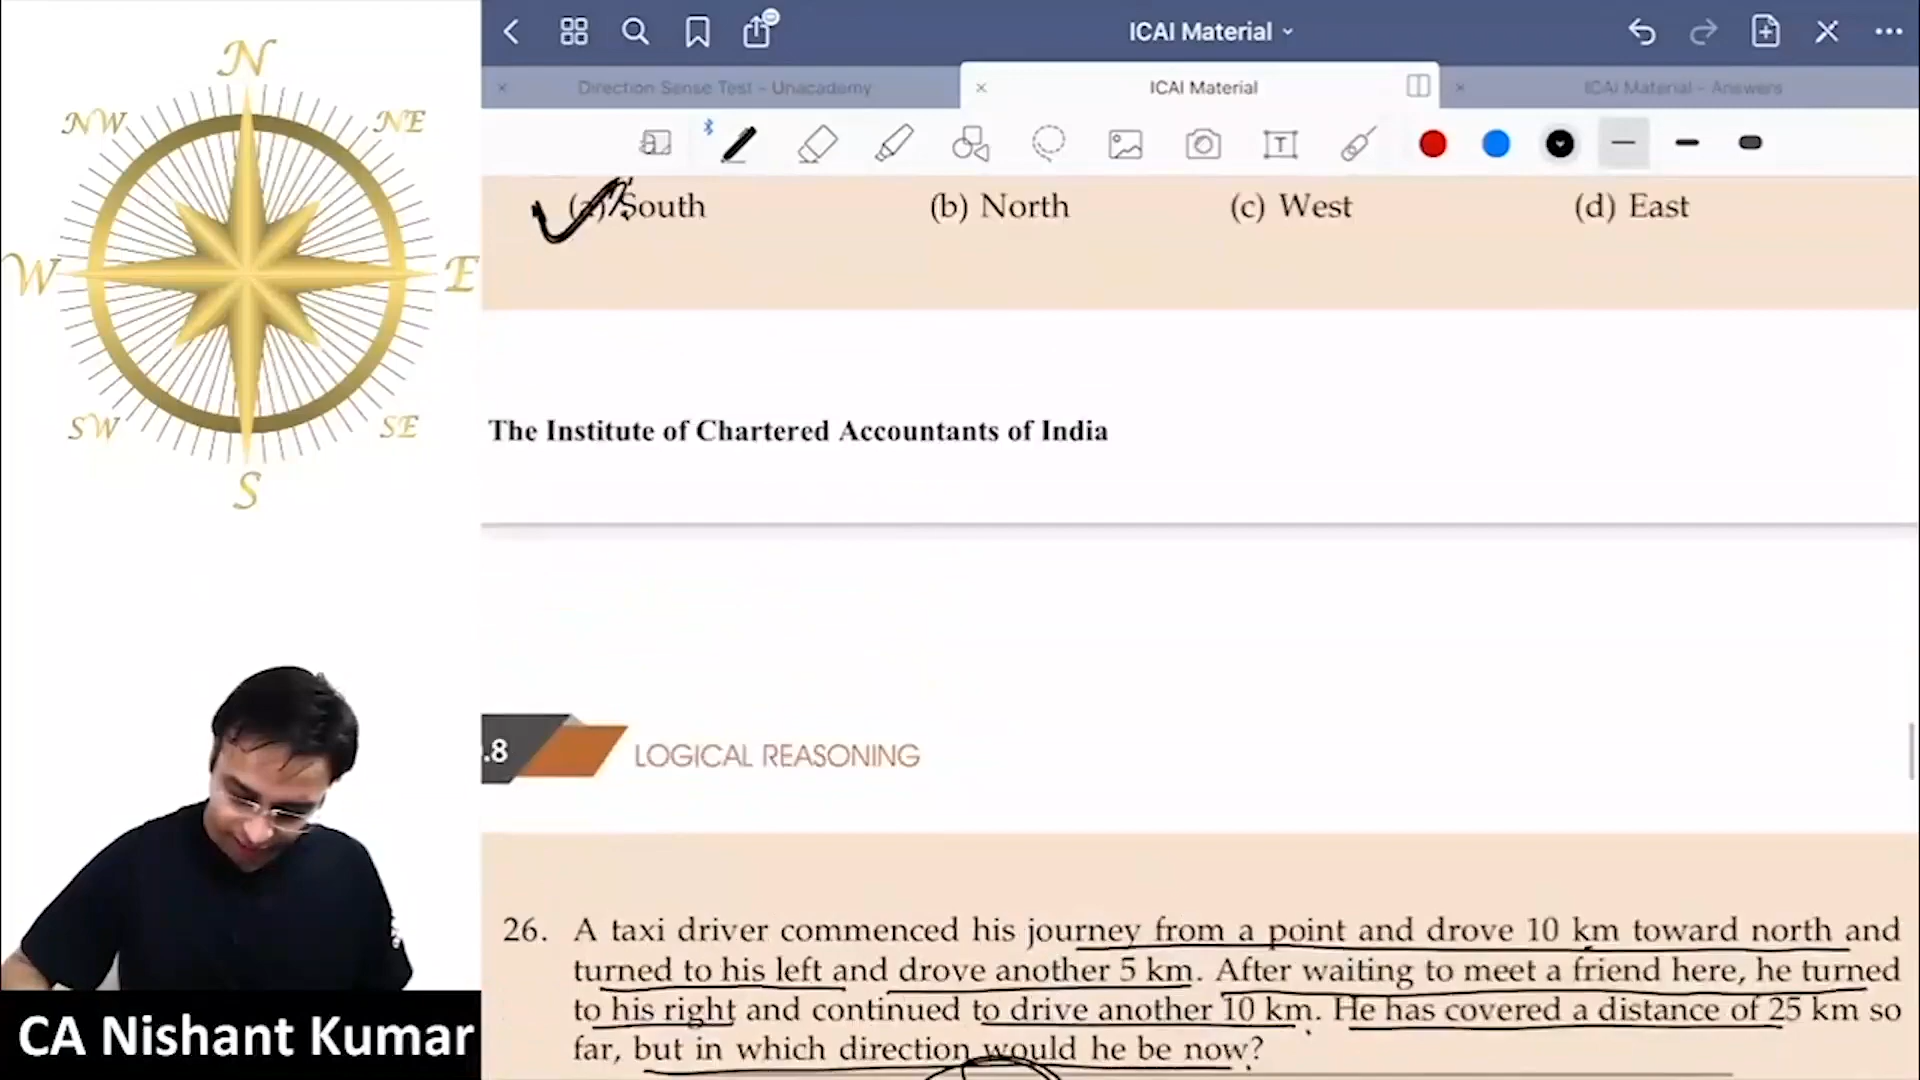 N
NW
NE
W
E
SW
SE
S
ICAI Material
Direction Sense Test - Unacademy
ICAI Material
ICAI Material - Answers
(a) South
(b) North
(c) West
(d) East
The Institute of Chartered Accountants of India
.8
LOGICAL REASONING
26. A taxi driver commenced his journey from a point and drove 10 km toward north and
turned to his left and drove another 5 km. After waiting to meet a friend here, he turned
to his right and continued to drive another 10 km. He has covered a distance of 25 km so
far, but in which direction would he be now?
CA Nishant Kumar